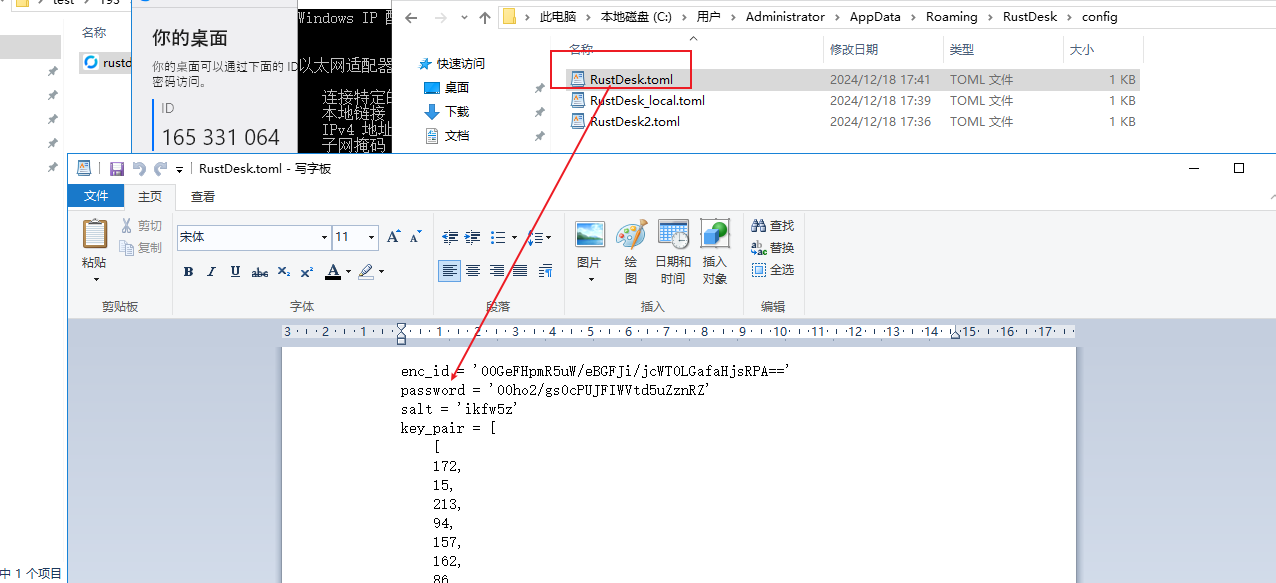 test
193
名称
rustd
你的桌面
你的桌面可以通过下面的 ID
密码访问。
ID
165 331 064
Windows IP 配
以太网适配器
连接特定的
本地链接
IPv4 地址
子网掩码
此电脑 > 本地磁盘 (C:) > 用户 > Administrator > AppData > Roaming > RustDesk > config
快速访问
桌面
下载
文档
名称 修改日期 类型 大小
RustDesk.toml 2024/12/18 17:41 TOML 文件 1 KB
RustDesk_local.toml 2024/12/18 17:39 TOML 文件 1 KB
RustDesk2.toml 2024/12/18 17:36 TOML 文件 1 KB
RustDesk.toml - 写字板
文件 主页 查看
粘贴
剪切
复制
剪贴板
宋体 11
B I U abc X₂ X² A
字体
段落
图片
绘图
日期和时间
插入对象
插入
查找
替换
全选
编辑
3 2 1 1 2 3 4 5 6 7 8 9 10 11 12 13 14 15 16 17
enc_id = '00GeFHpmR5uW/eBGFJi/jcWT0LGafaHjsRPA=='
password = '00ho2/gs0cPUJFIWVtd5uZznRZ'
salt = 'ikfw5z'
key_pair = [
[
172,
15,
213,
94,
157,
162,
86
中 1 个项目